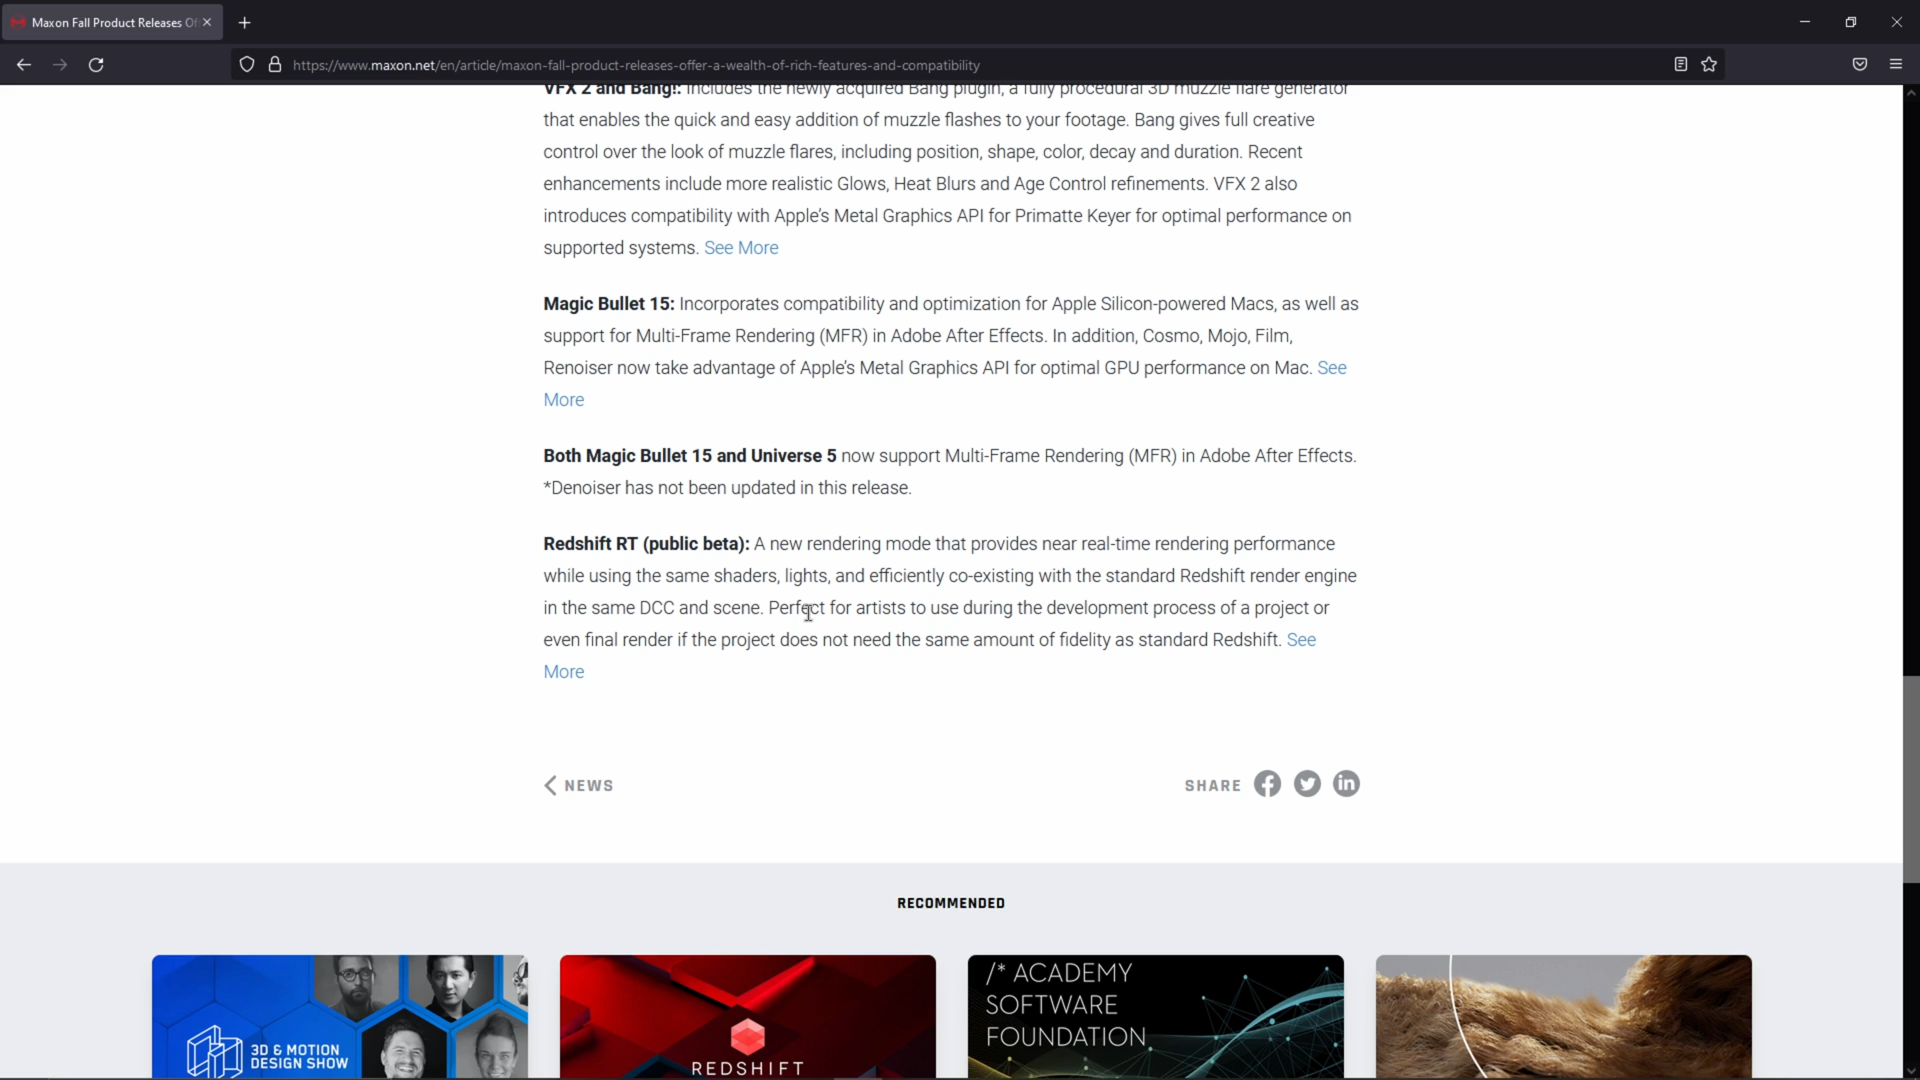 Maxon Fall Product Releases Of
https://www.maxon.net/en/article/maxon-fall-product-releases-offer-a-wealth-of-rich-features-and-compatibility
VFX 2 and Bang!: Includes the newly acquired Bang plugin, a fully procedural 3D muzzle flare generator
that enables the quick and easy addition of muzzle flashes to your footage. Bang gives full creative
control over the look of muzzle flares, including position, shape, color, decay and duration. Recent
enhancements include more realistic Glows, Heat Blurs and Age Control refinements. VFX 2 also
introduces compatibility with Apple’s Metal Graphics API for Primatte Keyer for optimal performance on
supported systems. See More
Magic Bullet 15: Incorporates compatibility and optimization for Apple Silicon-powered Macs, as well as
support for Multi-Frame Rendering (MFR) in Adobe After Effects. In addition, Cosmo, Mojo, Film,
Renoiser now take advantage of Apple’s Metal Graphics API for optimal GPU performance on Mac. See
More
Both Magic Bullet 15 and Universe 5 now support Multi-Frame Rendering (MFR) in Adobe After Effects.
*Denoiser has not been updated in this release.
Redshift RT (public beta): A new rendering mode that provides near real-time rendering performance
while using the same shaders, lights, and efficiently co-existing with the standard Redshift render engine
in the same DCC and scene. Perfect for artists to use during the development process of a project or
even final render if the project does not need the same amount of fidelity as standard Redshift. See
More
NEWS
SHARE
RECOMMENDED
3D & MOTION
DESIGN SHOW
REDSHIFT
/* ACADEMY
SOFTWARE
FOUNDATION